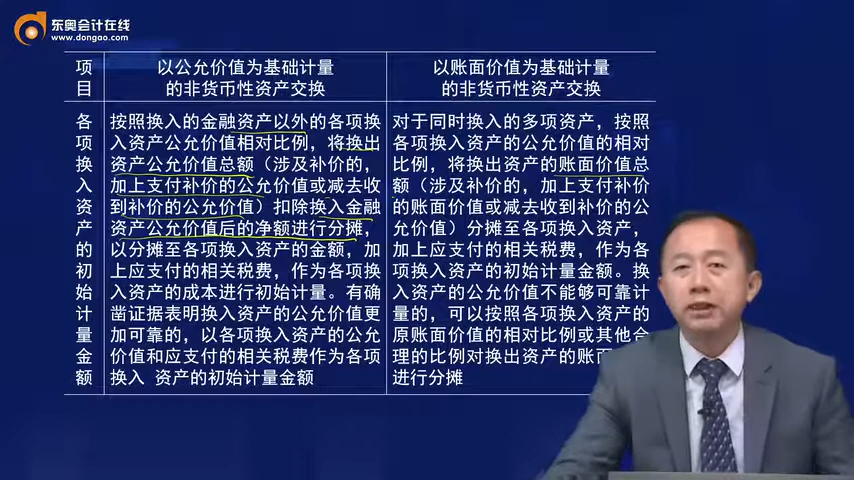 东奥会计在线
www.dongao.com
项目
以公允价值为基础计量
的非货币性资产交换
以账面价值为基础计量
的非货币性资产交换
各项换入资产的初始计量金额
按照换入的金融资产以外的各项换
入资产公允价值相对比例，将换出
资产公允价值总额（涉及补价的，
加上支付补价的公允价值或减去收
到补价的公允价值）扣除换入金融
资产公允价值后的净额进行分摊，
以分摊至各项换入资产的金额，加
上应支付的相关税费，作为各项换
入资产的成本进行初始计量。有确
凿证据表明换入资产的公允价值更
加可靠的，以各项换入资产的公允
价值和应支付的相关税费作为各项
换入 资产的初始计量金额
对于同时换入的多项资产，按照
各项换入资产的公允价值的相对
比例，将换出资产的账面价值总
额（涉及补价的，加上支付补价
的账面价值或减去收到补价的公
允价值）分摊至各项换入资产，
加上应支付的相关税费，作为各
项换入资产的初始计量金额。换
入资产的公允价值不能够可靠计
量的，可以按照各项换入资产的
原账面价值的相对比例或其他合
理的比例对换出资产的账面
进行分摊